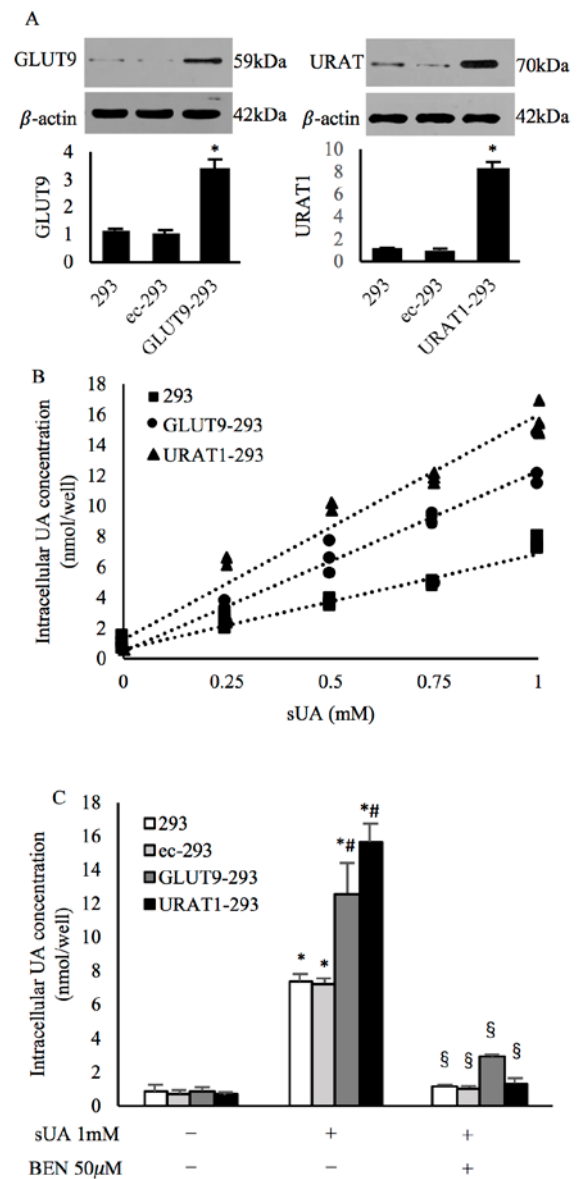 A
GLUT9 59kDa
β-actin 42kDa
GLUT9
4
3
2
1
0
*
293 ec-293 GLUT9-293
URAT 70kDa
β-actin 42kDa
URAT1
10
8
6
4
2
0
*
293 ec-293 URAT1-293
B
Intracellular UA concentration
(nmol/well)
18
16
14
12
10
8
6
4
2
0
293
GLUT9-293
URAT1-293
0 0.25 0.5 0.75 1
sUA (mM)
C
Intracellular UA concentration
(nmol/well)
18
16
14
12
10
8
6
4
2
0
293
ec-293
GLUT9-293
URAT1-293
* * *# *#
§ § § §
sUA 1mM − + +
BEN 50μM − − +